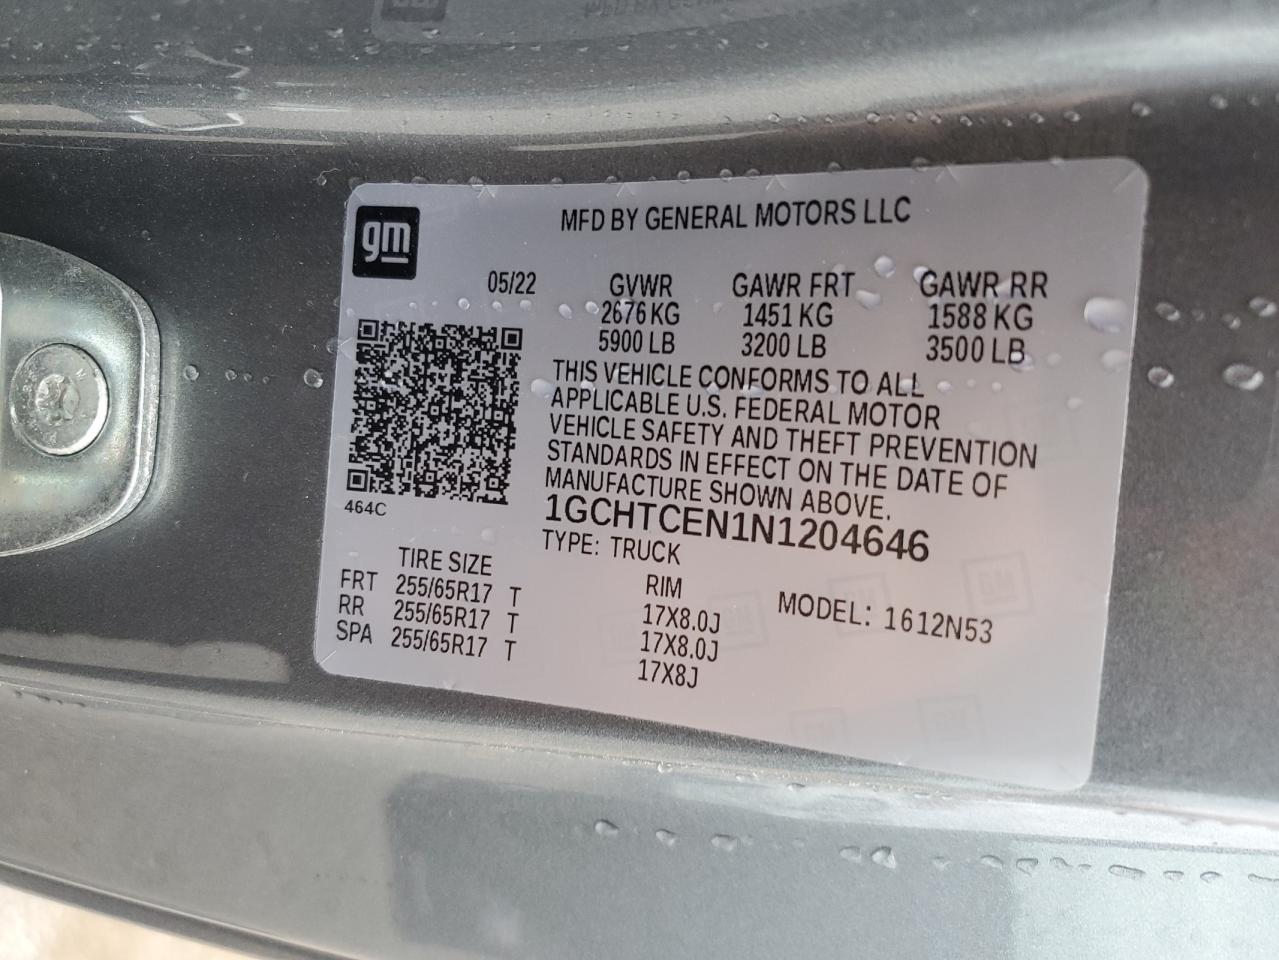 gm
MFD BY GENERAL MOTORS LLC
05/22 GVWR GAWR FRT GAWR RR
2676 KG 1451 KG 1588 KG
5900 LB 3200 LB 3500 LB
THIS VEHICLE CONFORMS TO ALL
APPLICABLE U.S. FEDERAL MOTOR
VEHICLE SAFETY AND THEFT PREVENTION
STANDARDS IN EFFECT ON THE DATE OF
MANUFACTURE SHOWN ABOVE.
464C
1GCHTCEN1N1204646
TYPE: TRUCK
MODEL: 1612N53
TIRE SIZE RIM
FRT 255/65R17 T 17X8.0J
RR 255/65R17 T 17X8.0J
SPA 255/65R17 T 17X8J